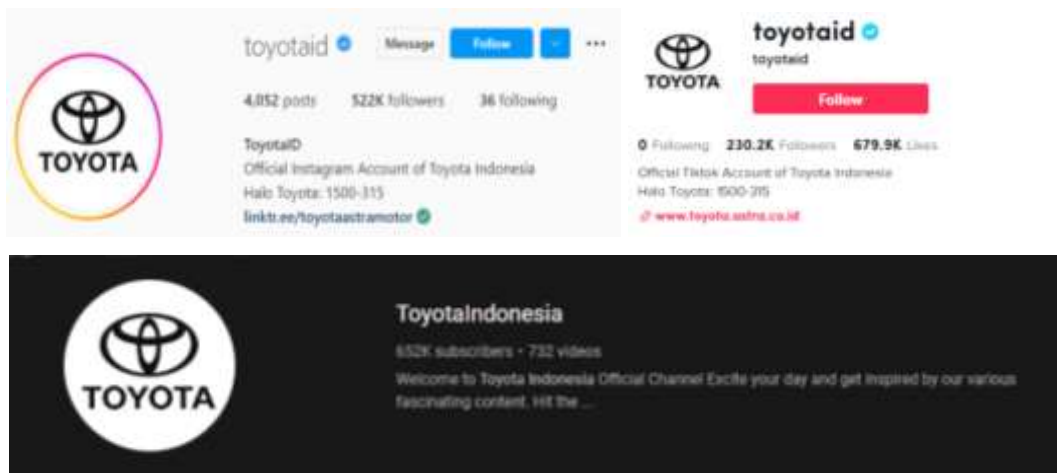 TOYOTA
toyotaid
Message
Follow
4,052 posts 522K followers 36 following
ToyotaID
Official Instagram Account of Toyota Indonesia
Halo Toyota: 1500-315
linktr.ee/toyotaastramotor
TOYOTA
toyotaid
toyotaid
Follow
0 Following 230.2K Followers 679.9K Likes
Official Tiktok Account of Toyota Indonesia
Halo Toyota: 1500-315
www.toyota.astra.co.id
TOYOTA
ToyotaIndonesia
652K subscribers • 732 videos
Welcome to Toyota Indonesia Official Channel Excite your day and get inspired by our various
fascinating content. Hit the ...